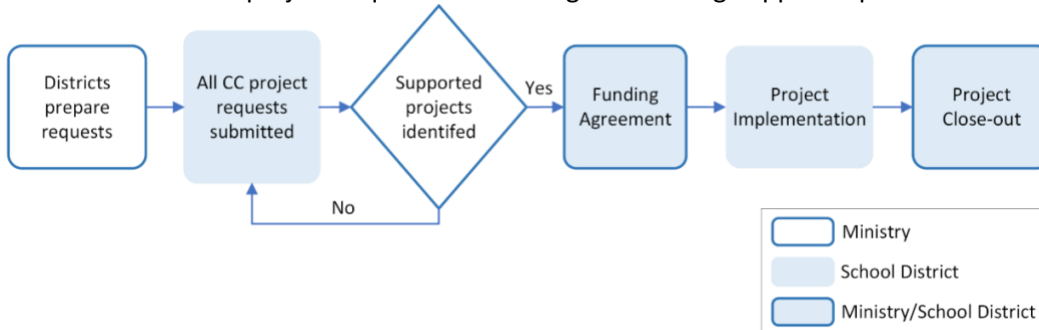 Districts
prepare
requests
All CC project
requests
submitted
Supported
projects
identifed
Yes
Funding
Agreement
Project
Implementation
Project
Close-out
No
Ministry
School District
Ministry/School District